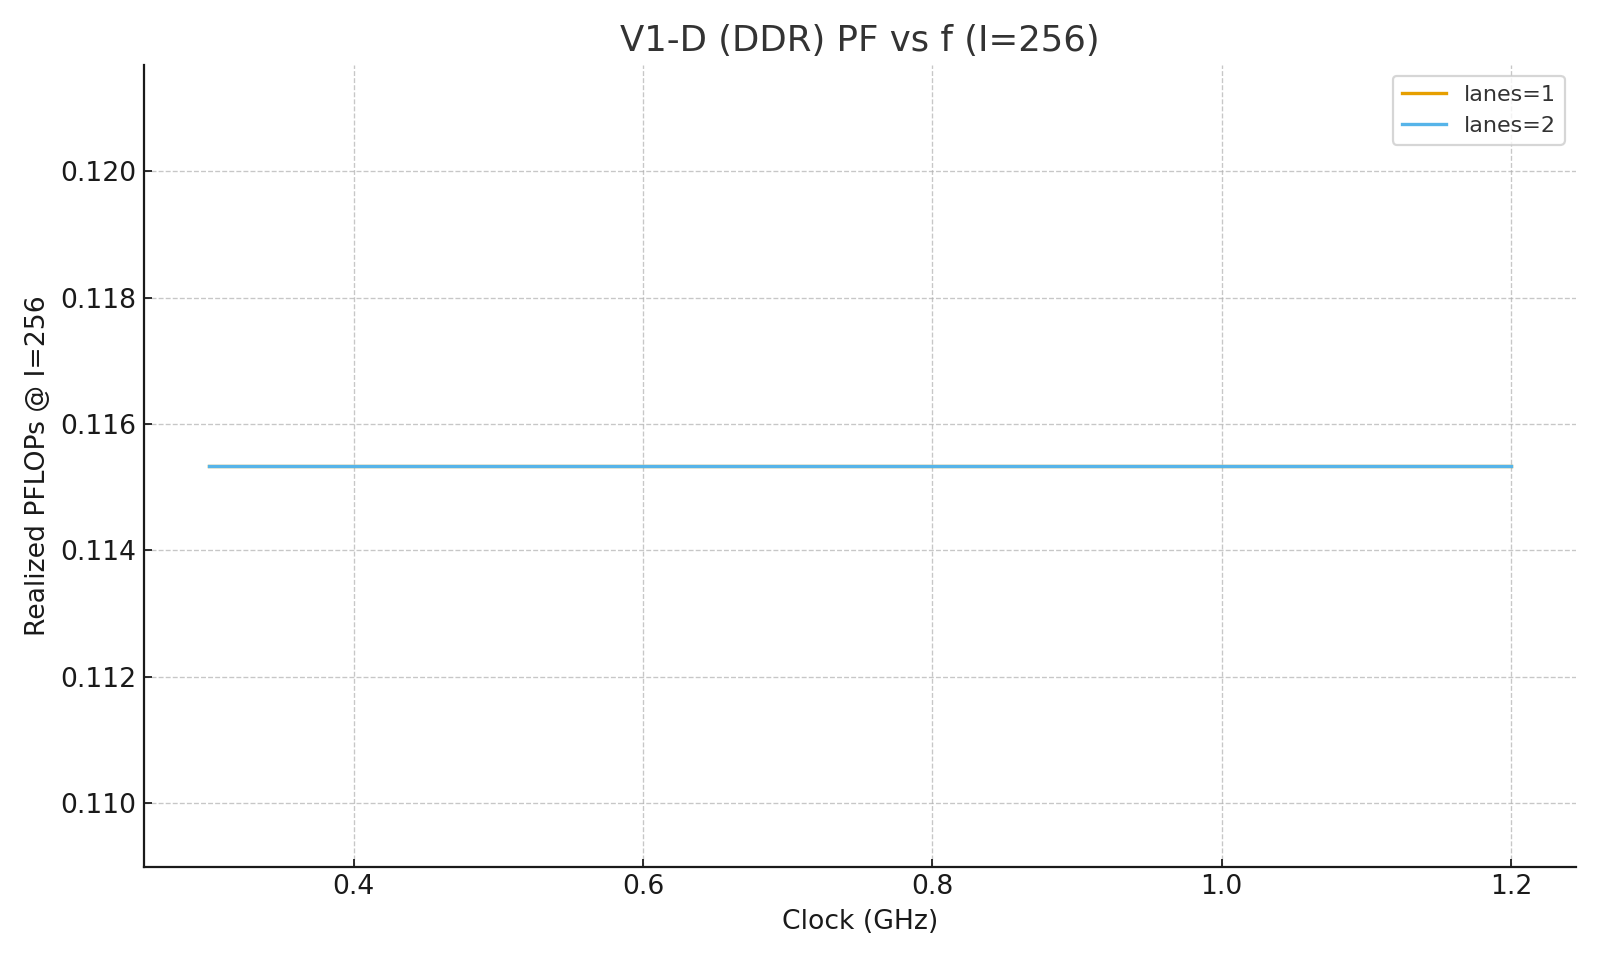 V1-D (DDR) PF vs f (I=256)
lanes=1
lanes=2
0.120
0.118
0.116
0.114
0.112
0.110
Realized PFLOPs @ I=256
0.4
0.6
0.8
1.0
1.2
Clock (GHz)